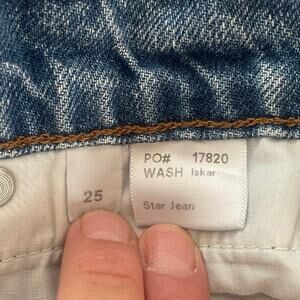 25
PO# 17820
WASH Iskar
Star Jean